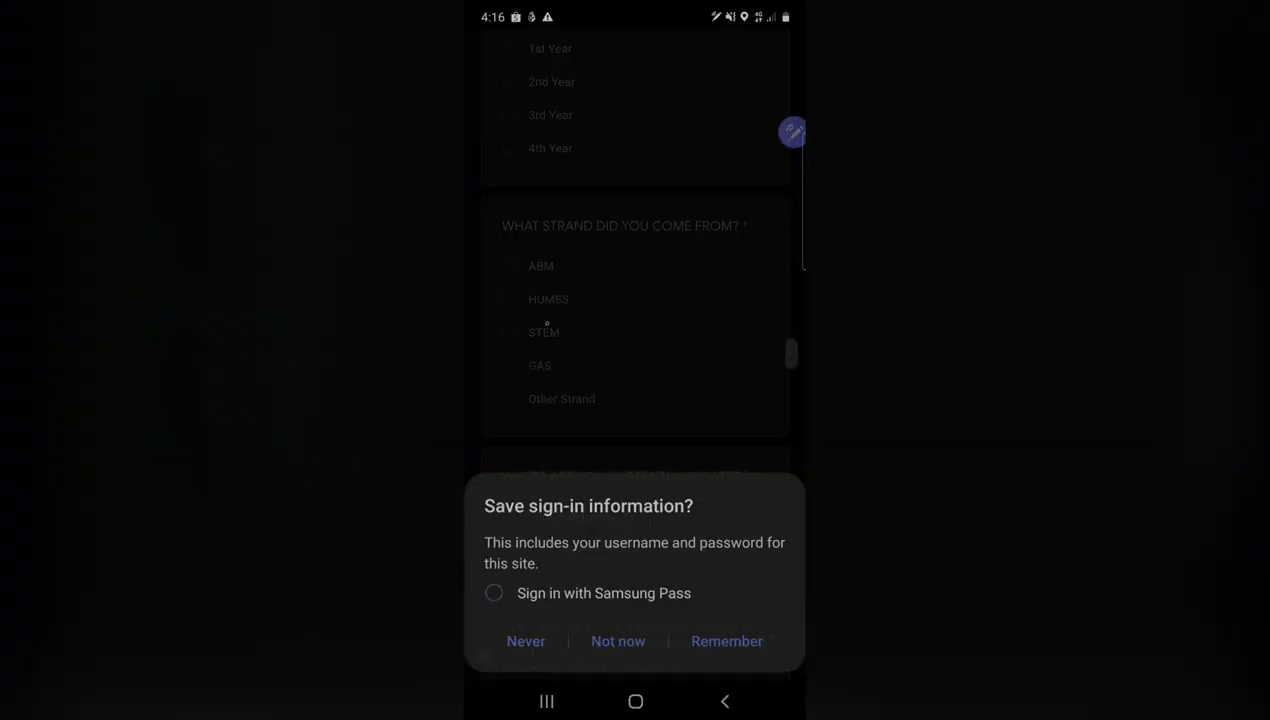 4:16
4G
1st Year
2nd Year
3rd Year
4th Year
WHAT STRAND DID YOU COME FROM? *
ABM
HUMSS
STEM
GAS
Other Strand
Save sign-in information?
This includes your username and password for
this site.
Sign in with Samsung Pass
Never
Not now
Remember